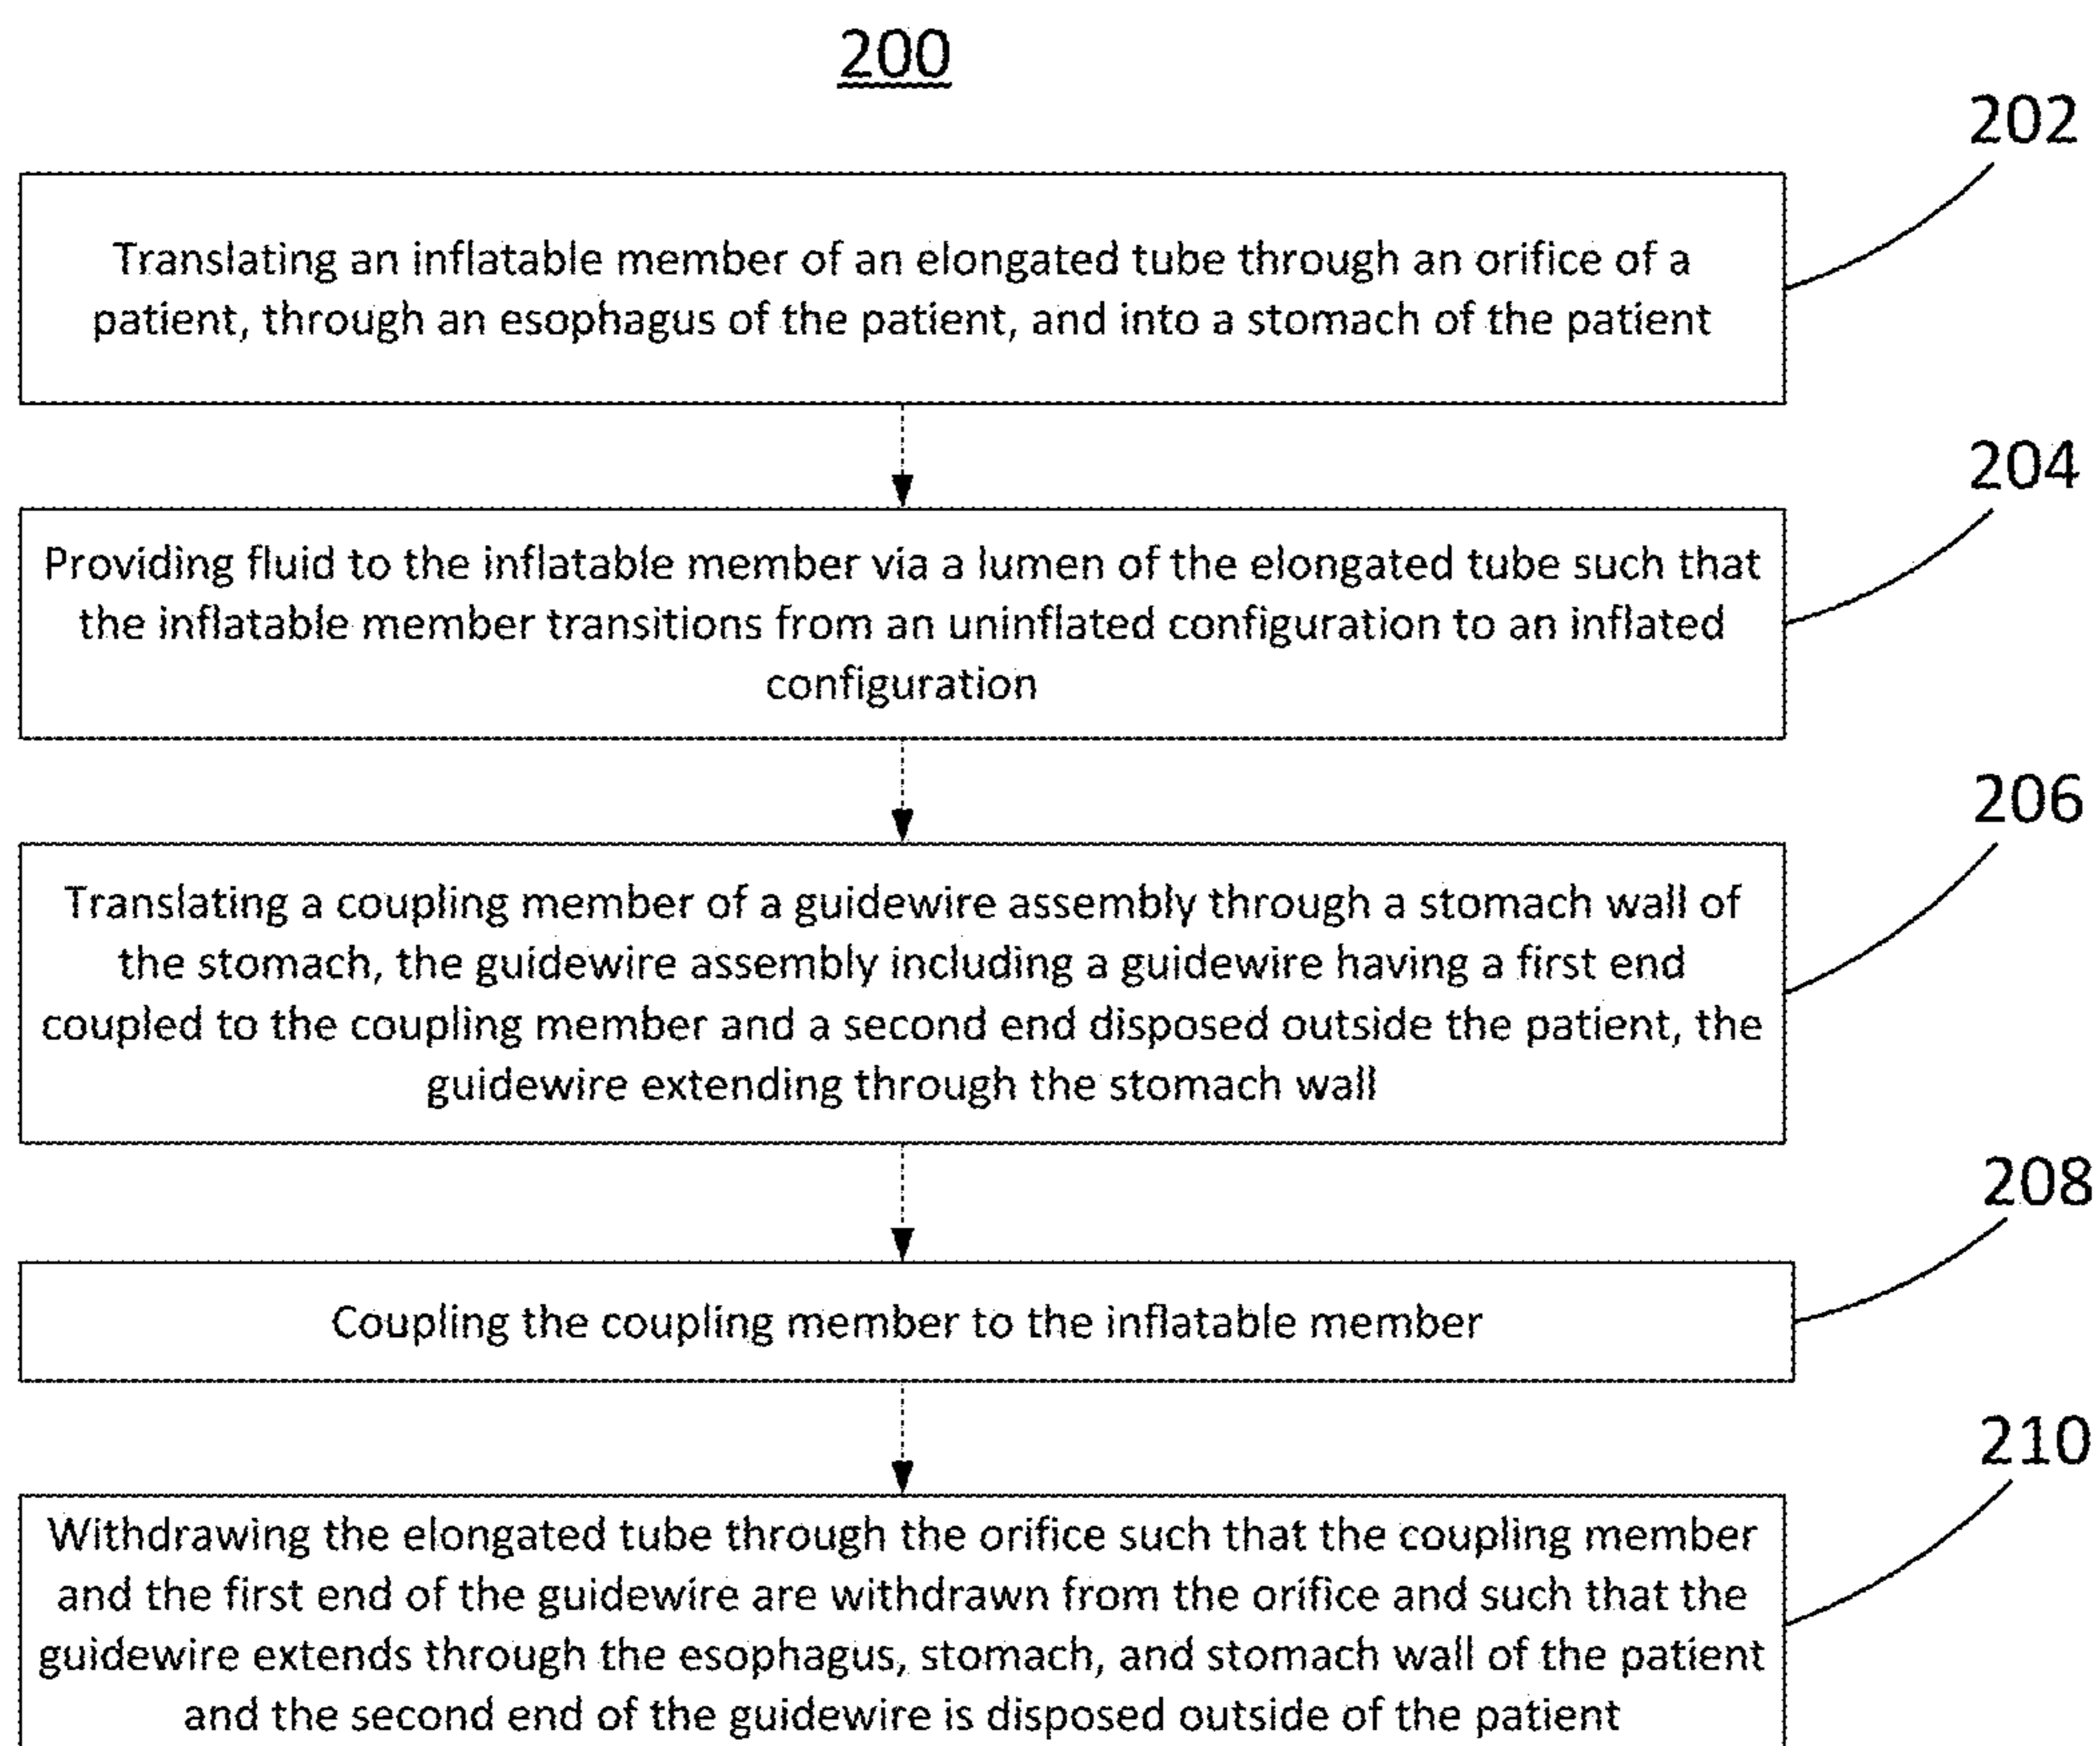 200
202
Translating an inflatable member of an elongated tube through an orifice of a
patient, through an esophagus of the patient, and into a stomach of the patient
204
Providing fluid to the inflatable member via a lumen of the elongated tube such that
the inflatable member transitions from an uninflated configuration to an inflated
configuration
206
Translating a coupling member of a guidewire assembly through a stomach wall of
the stomach, the guidewire assembly including a guidewire having a first end
coupled to the coupling member and a second end disposed outside the patient, the
guidewire extending through the stomach wall
208
Coupling the coupling member to the inflatable member
210
Withdrawing the elongated tube through the orifice such that the coupling member
and the first end of the guidewire are withdrawn from the orifice and such that the
guidewire extends through the esophagus, stomach, and stomach wall of the patient
and the second end of the guidewire is disposed outside of the patient